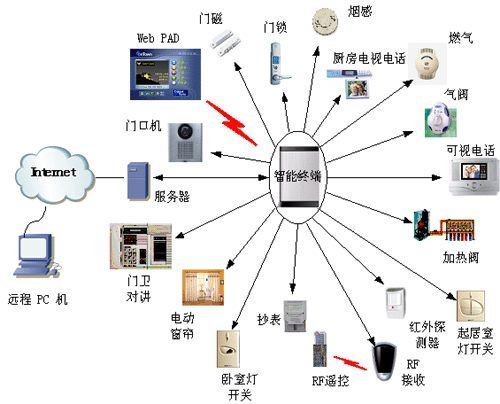 烟感
门磁
门锁
燃气
Web PAD
厨房电视电话
气阀
门口机
可视电话
Internet
智能终端
服务器
加热阀
门卫
对讲
远程 PC 机
电动
窗帘
抄表
红外探
测器
起居室
灯开关
卧室灯
开关
RF遥控
RF
接收